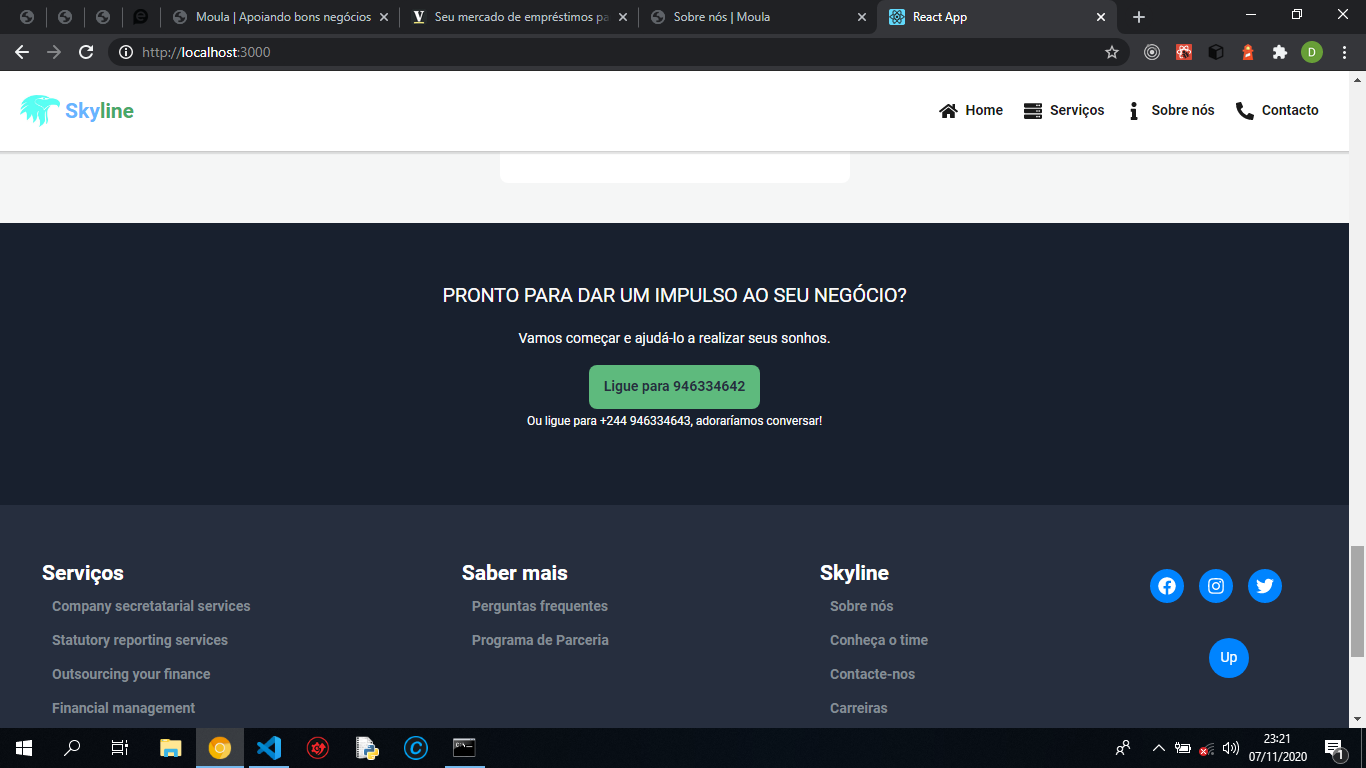 Moula | Apoiando bons negócios
Seu mercado de empréstimos pa
Sobre nós | Moula
React App
http://localhost:3000
D
Skyline
Home
Serviços
Sobre nós
Contacto
PRONTO PARA DAR UM IMPULSO AO SEU NEGÓCIO?
Vamos começar e ajudá-lo a realizar seus sonhos.
Ligue para 946334642
Ou ligue para +244 946334643, adoraríamos conversar!
Serviços
Company secretatarial services
Statutory reporting services
Outsourcing your finance
Financial management
Saber mais
Perguntas frequentes
Programa de Parceria
Skyline
Sobre nós
Conheça o time
Contacte-nos
Carreiras
Up
23:21
07/11/2020
1